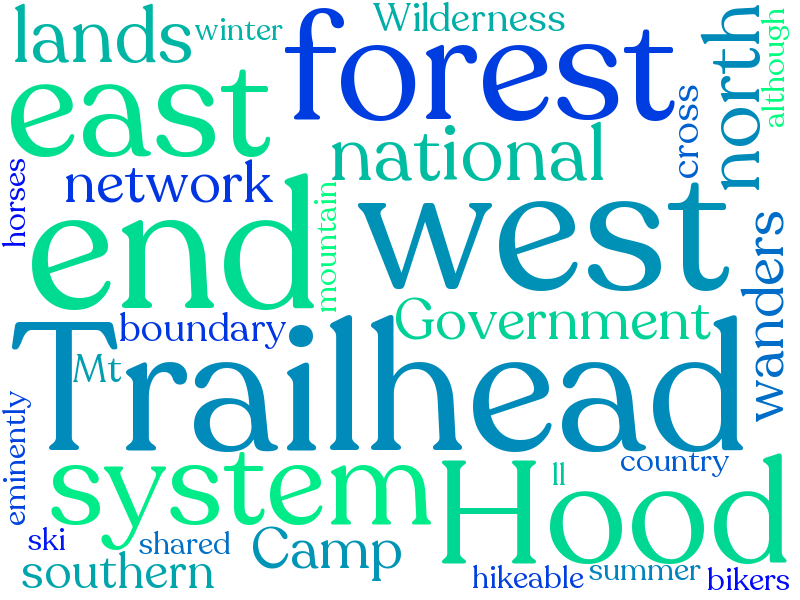 lands
winter
Wilderness
forest
north
although
east
national
cross
horses
network
mountain
end
west
wanders
boundary
Government
Trailhead
Mt
eminently
system
country
ll
Hood
ski
shared
Camp
southern
hikeable
summer
bikers